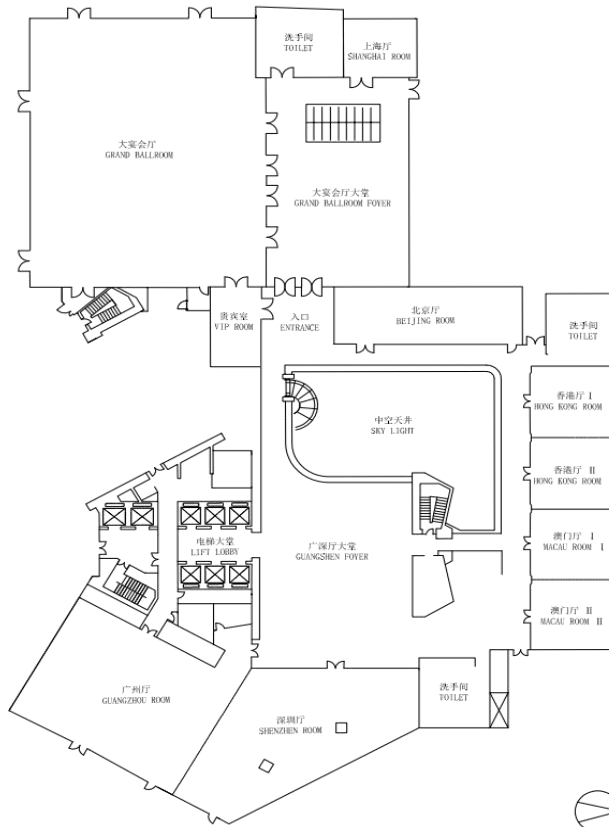 洗手间
TOILET
上海厅
SHANGHAI ROOM
大宴会厅
GRAND BALLROOM
大宴会厅大堂
GRAND BALLROOM FOYER
贵宾室
VIP ROOM
入口
ENTRANCE
北京厅
BEIJING ROOM
洗手间
TOILET
中空天井
SKY LIGHT
香港厅 I
HONG KONG ROOM
香港厅 II
HONG KONG ROOM
电梯大堂
LIFT LOBBY
广深厅大堂
GUANGSHEN FOYER
澳门厅 I
MACAU ROOM I
澳门厅 II
MACAU ROOM II
广州厅
GUANGZHOU ROOM
深圳厅
SHENZHEN ROOM
洗手间
TOILET